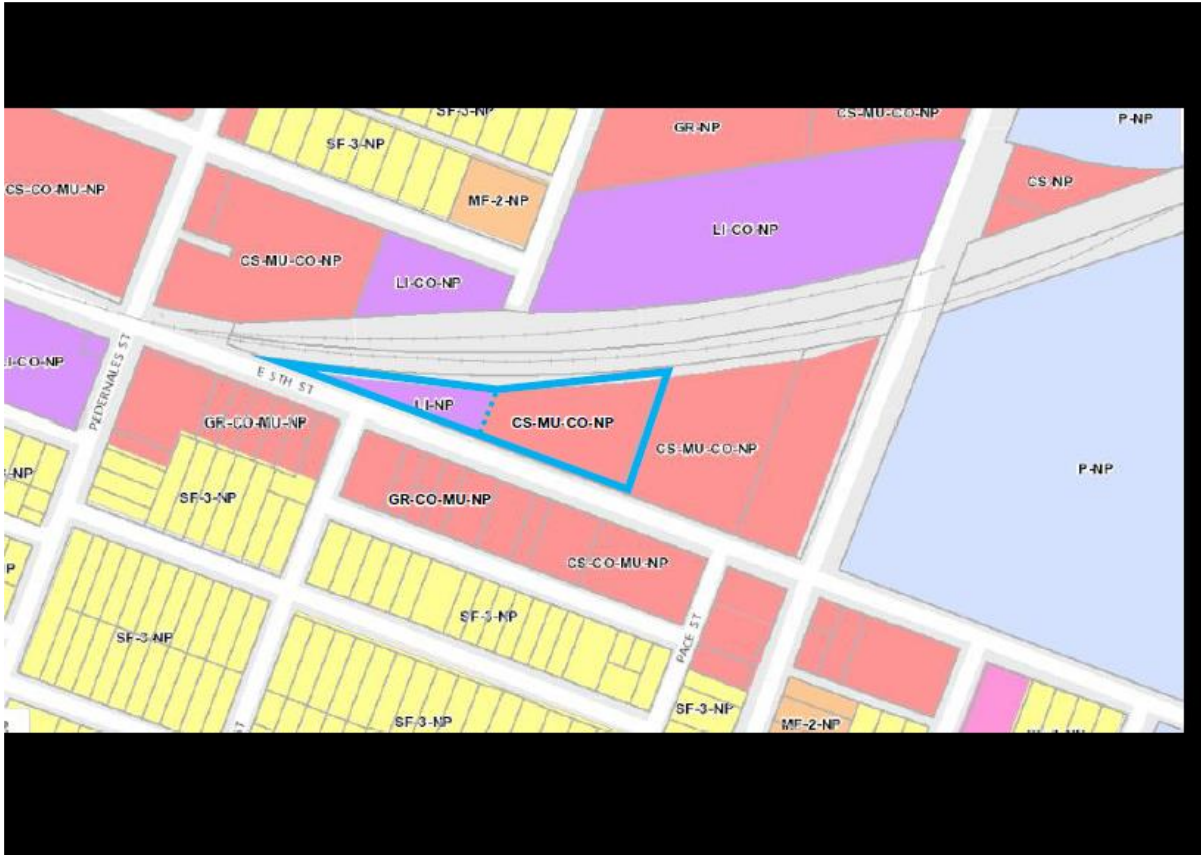 SF-3-NP
CS-MU-CO-NP
P-NP
GR-NP
SF-3-NP
CS-NP
CS-CO-MU-NP
MF-2-NP
LI-CO-NP
CS-MU-CO-NP
LI-CO-NP
LI-CO-NP
PEDERNALES ST
E 5TH ST
LI-NP
GR-CO-MU-NP
CS-MU-CO-NP
CS-MU-CO-NP
P-NP
-NP
SF-3-NP
GR-CO-MU-NP
CS-CO-MU-NP
P
SF-3-NP
SF-3-NP
PACE ST
SF-3-NP
SF-3-NP
MF-2-NP
ST